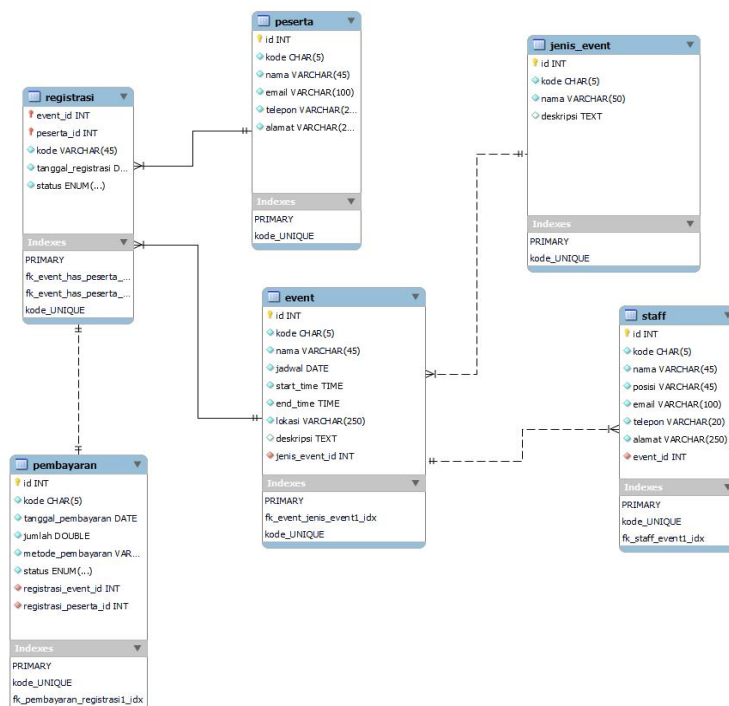 peserta
id INT
kode CHAR(5)
nama VARCHAR(45)
email VARCHAR(100)
telepon VARCHAR(2...
alamat VARCHAR(2...
Indexes
PRIMARY
kode_UNIQUE
jenis_event
id INT
kode CHAR(5)
nama VARCHAR(50)
deskripsi TEXT
Indexes
PRIMARY
kode_UNIQUE
registrasi
event_id INT
peserta_id INT
kode VARCHAR(45)
tanggal_registrasi D...
status ENUM(...)
Indexes
PRIMARY
fk_event_has_peserta_...
fk_event_has_peserta_...
kode_UNIQUE
event
id INT
kode CHAR(5)
nama VARCHAR(45)
jadwal DATE
start_time TIME
end_time TIME
lokasi VARCHAR(250)
deskripsi TEXT
jenis_event_id INT
Indexes
PRIMARY
fk_event_jenis_event1_idx
kode_UNIQUE
staff
id INT
kode CHAR(5)
nama VARCHAR(45)
posisi VARCHAR(45)
email VARCHAR(100)
telepon VARCHAR(20)
alamat VARCHAR(250)
event_id INT
Indexes
PRIMARY
kode_UNIQUE
fk_staff_event1_idx
pembayaran
id INT
kode CHAR(5)
tanggal_pembayaran DATE
jumlah DOUBLE
metode_pembayaran VAR...
status ENUM(...)
registrasi_event_id INT
registrasi_peserta_id INT
Indexes
PRIMARY
kode_UNIQUE
fk_pembayaran_registrasi1_idx